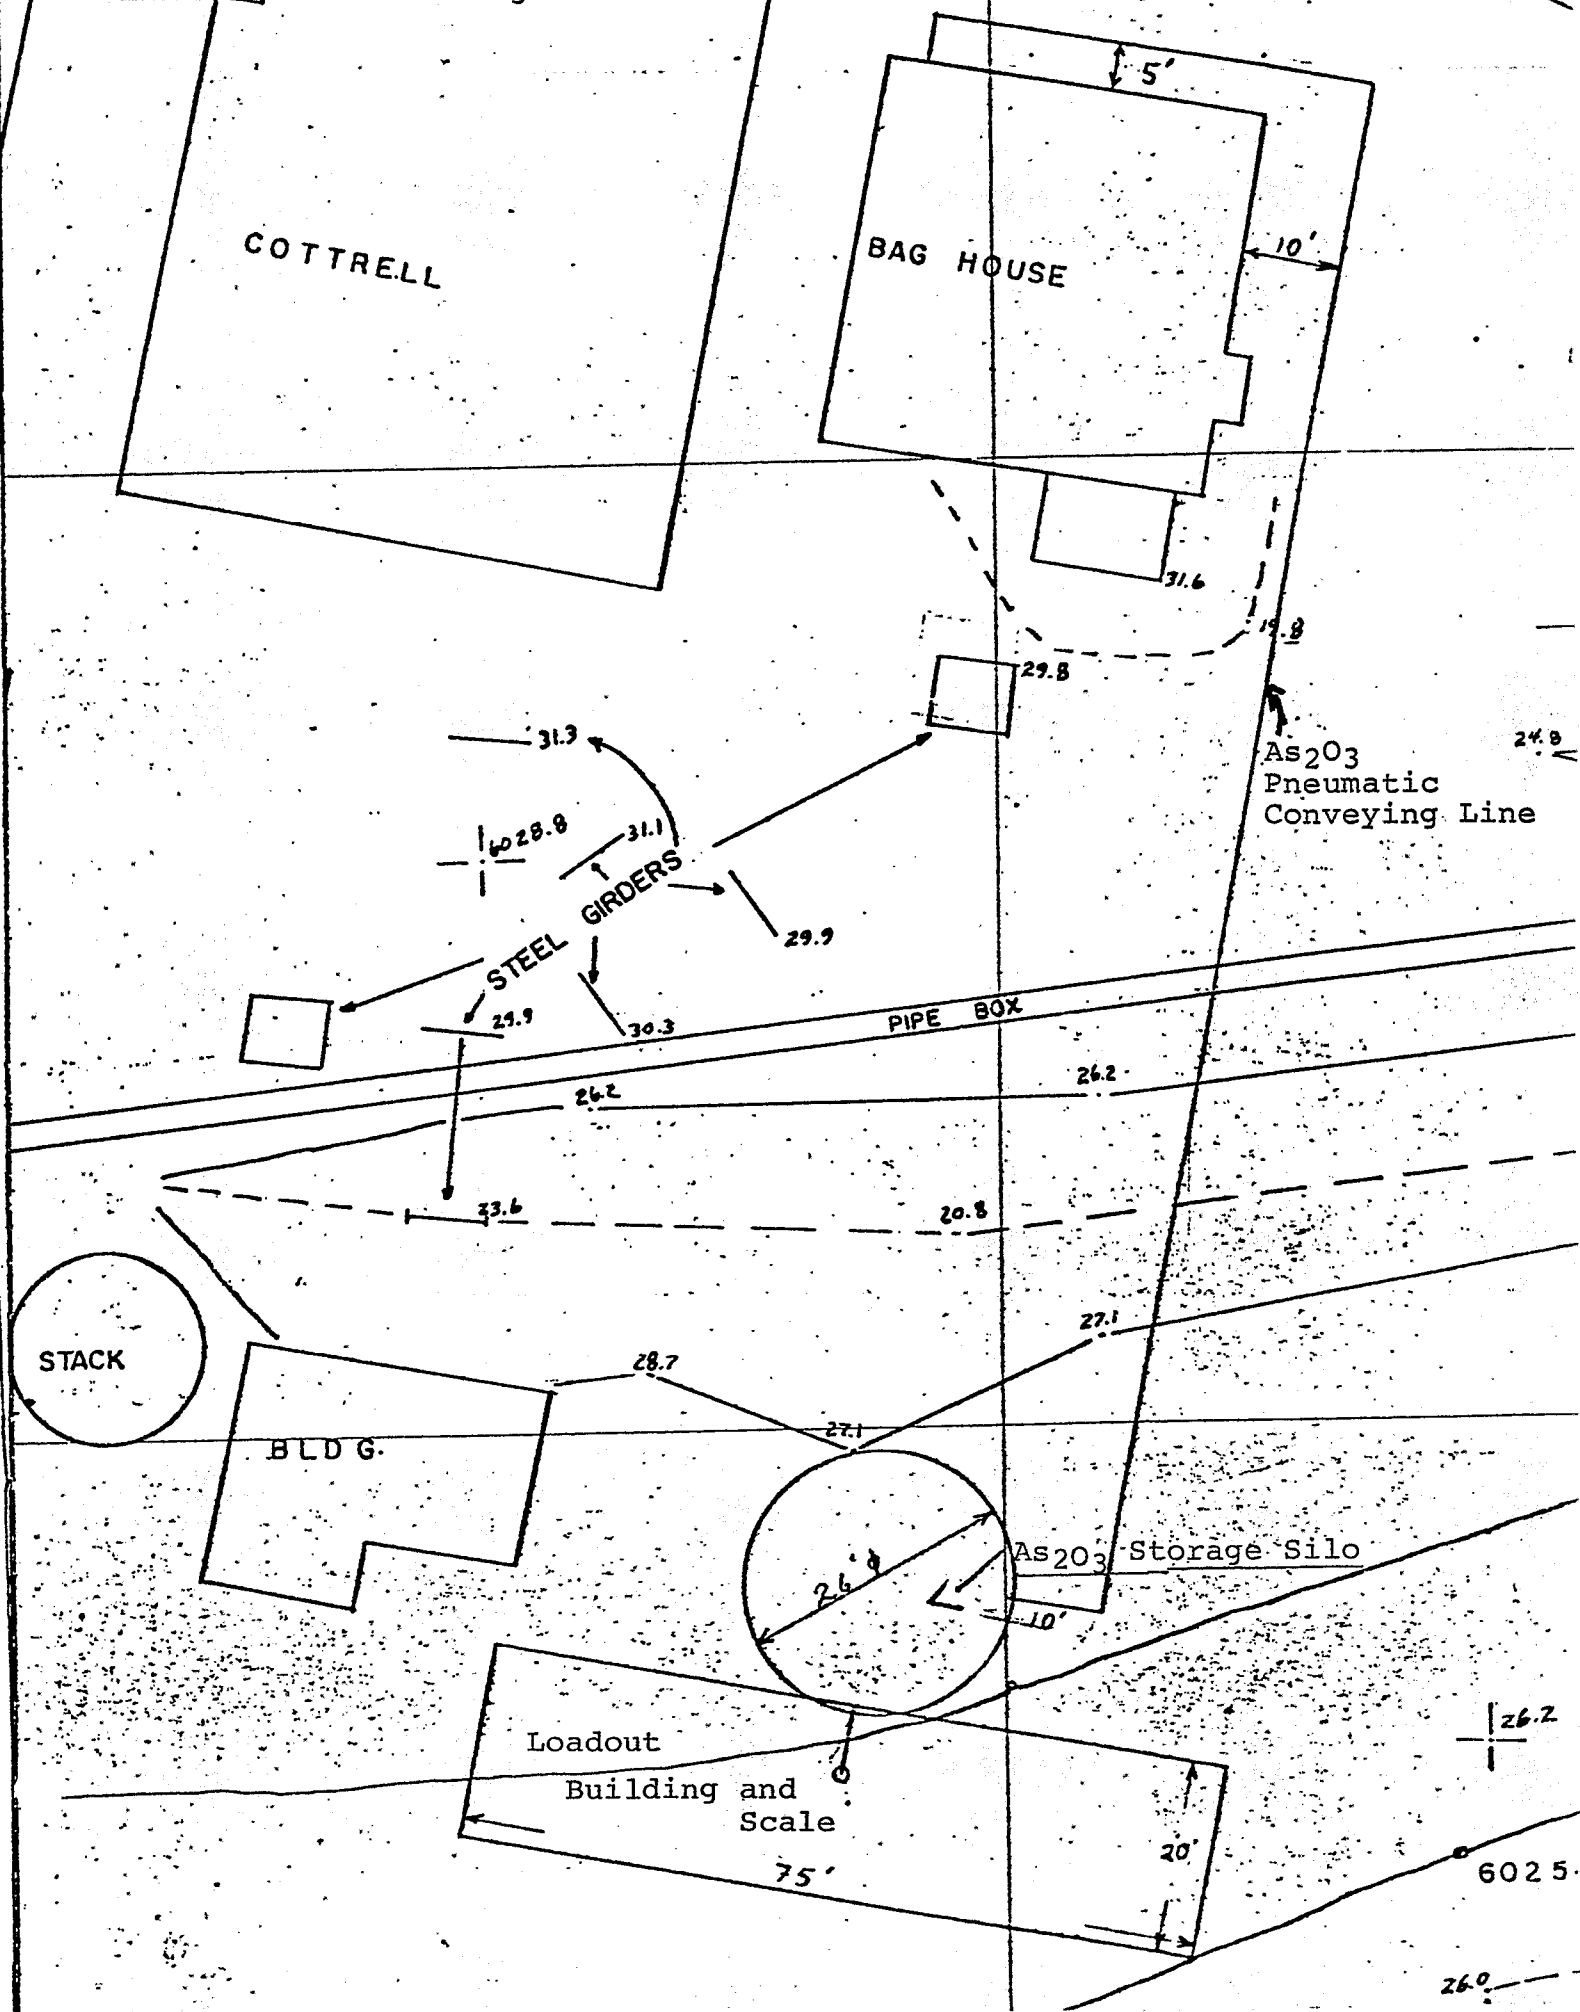 5'
COTTRELL
BAG HOUSE
10'
31.6
19.8
29.8
31.3
24.8
As2O3
Pneumatic
Conveying Line
6028.8
31.1
STEEL GIRDERS
29.9
29.9
30.3
PIPE BOX
26.2
26.2
23.6
20.8
27.1
STACK
28.7
27.1
BLDG.
As2O3 Storage Silo
26'φ
10'
26.2
Loadout
Building and
Scale
20'
75'
6025.
26.0